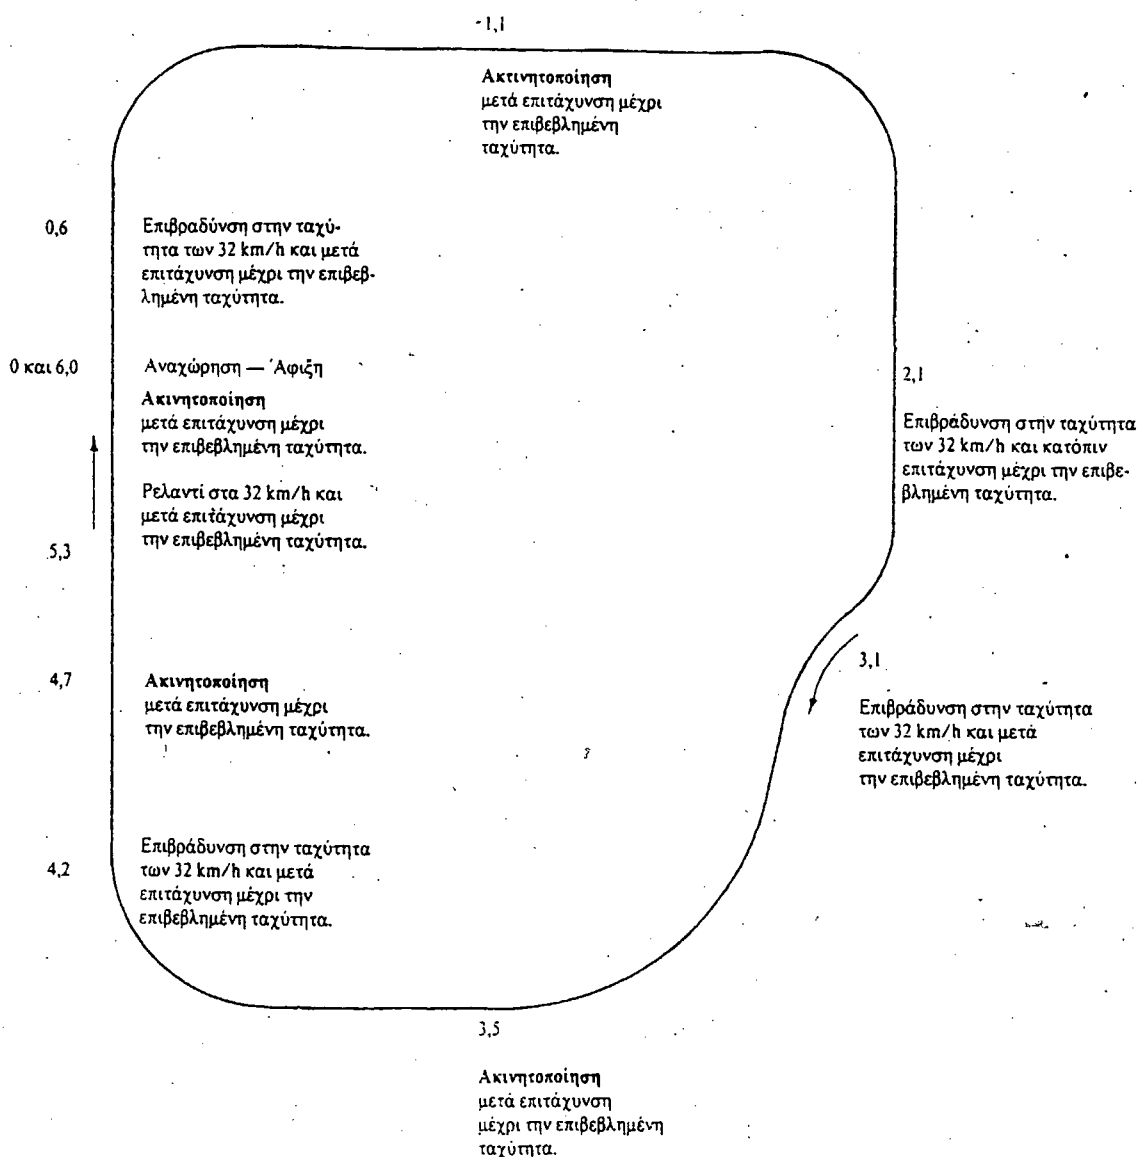 -1,1
Ακτινητοποίηση
μετά επιτάχυνση μέχρι
την επιβεβλημένη
ταχύτητα.
0,6
Επιβραδύνση στην ταχύ-
τητα των 32 km/h και μετά
επιτάχυνση μέχρι την επιβεβ-
λημένη ταχύτητα.
0 και 6,0
Αναχώρηση — Άφιξη
Ακινητοποίηση
μετά επιτάχυνση μέχρι
την επιβεβλημένη ταχύτητα.
Ρελαντί στα 32 km/h και
μετά επιτάχυνση μέχρι
την επιβεβλημένη ταχύτητα.
5,3
2,1
Επιβράδυνση στην ταχύτητα
των 32 km/h και κατόπιν
επιτάχυνση μέχρι την επιβε-
βλημένη ταχύτητα.
3,1
Επιβράδυνση στην ταχύτητα
των 32 km/h και μετά
επιτάχυνση μέχρι
την επιβεβλημένη ταχύτητα.
4,7
Ακινητοποίηση
μετά επιτάχυνση μέχρι
την επιβεβλημένη ταχύτητα.
4,2
Επιβράδυνση στην ταχύτητα
των 32 km/h και μετά
επιτάχυνση μέχρι την
επιβεβλημένη ταχύτητα.
3,5
Ακινητοποίηση
μετά επιτάχυνση
μέχρι την επιβεβλημένη
ταχύτητα.